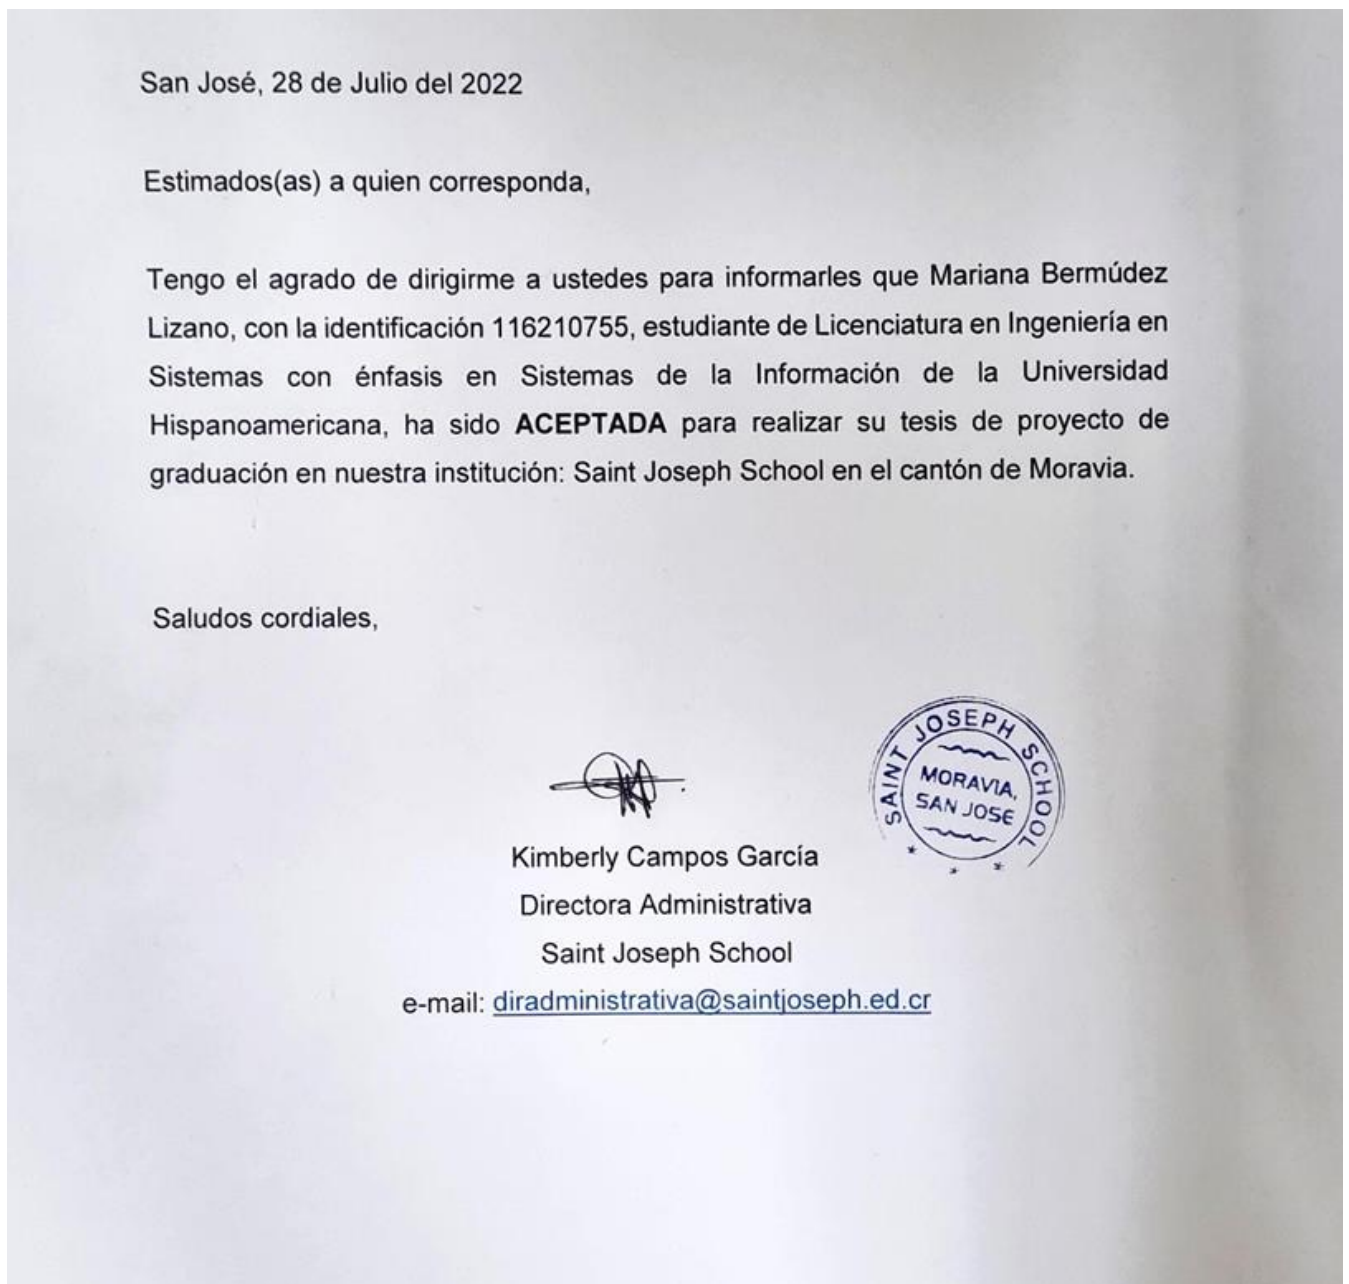 San José, 28 de Julio del 2022
Estimados(as) a quien corresponda,
Tengo el agrado de dirigirme a ustedes para informarles que Mariana Bermúdez
Lizano, con la identificación 116210755, estudiante de Licenciatura en Ingeniería en
Sistemas con énfasis en Sistemas de la Información de la Universidad
Hispanoamericana, ha sido ACEPTADA para realizar su tesis de proyecto de
graduación en nuestra institución: Saint Joseph School en el cantón de Moravia.
Saludos cordiales,
SAINT JOSEPH SCHOOL
MORAVIA,
SAN JOSE
Kimberly Campos García
Directora Administrativa
Saint Joseph School
e-mail: diradministrativa@saintjoseph.ed.cr